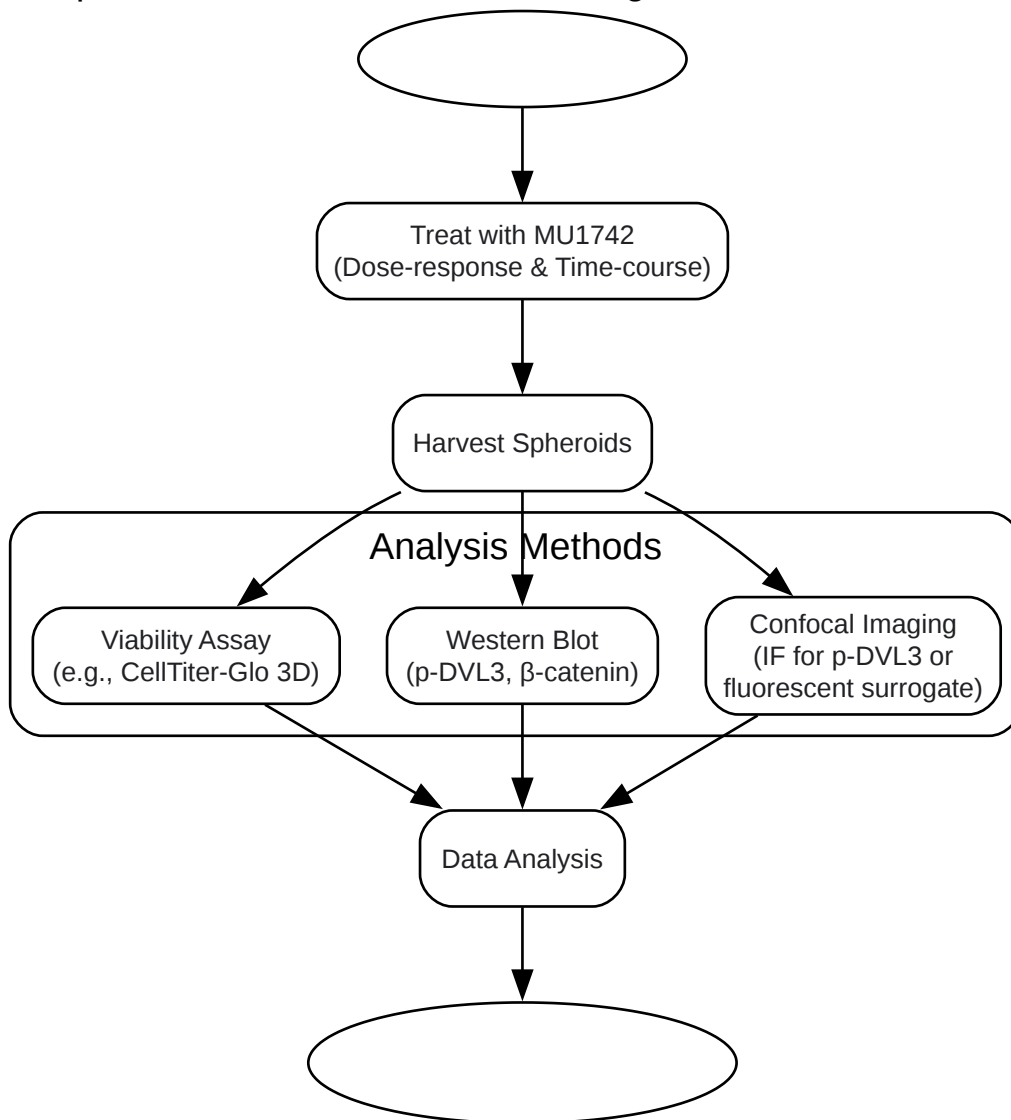 Treat with MU1742
(Dose-response & Time-course)
Harvest Spheroids
Analysis Methods
Viability Assay
(e.g., CellTiter-Glo 3D)
Western Blot
(p-DVL3, β-catenin)
Confocal Imaging
(IF for p-DVL3 or
fluorescent surrogate)
Data Analysis